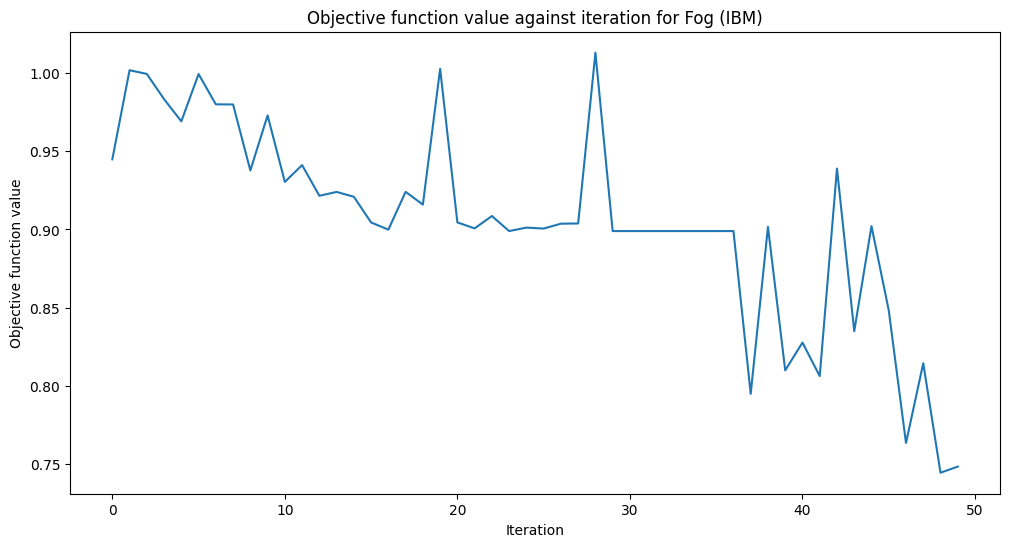 Objective function value against iteration for Fog (IBM)
Objective function value
1.00
0.95
0.90
0.85
0.80
0.75
0 10 20 30 40 50
Iteration